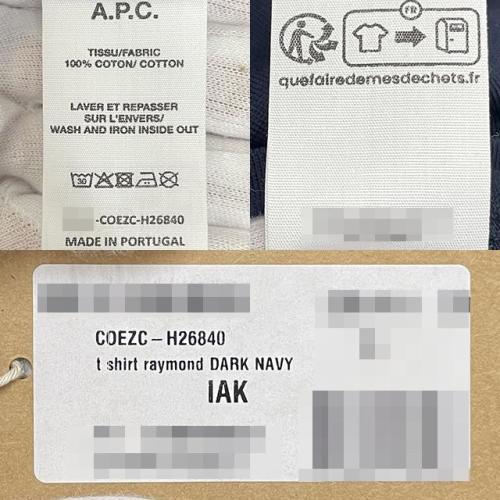 A.P.C.
TISSU/FABRIC
100% COTON/ COTTON
LAVER ET REPASSER
SUR L'ENVERS/
WASH AND IRON INSIDE OUT
30
-COEZC-H26840
MADE IN PORTUGAL
FR
quefairedemesdechets.fr
COEZC – H26840
t shirt raymond DARK NAVY
IAK